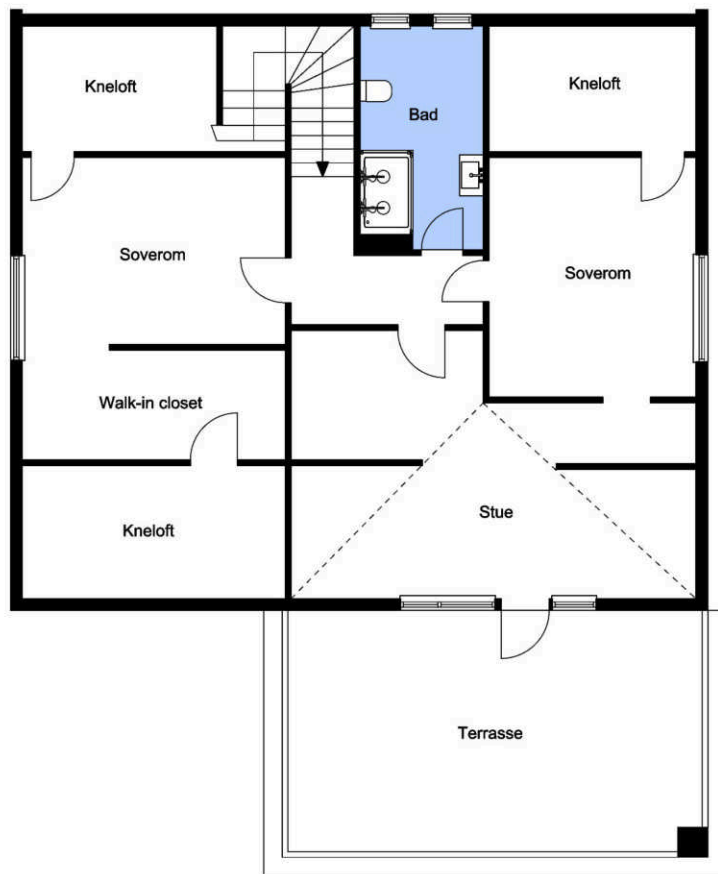 Kneloft
Bad
Kneloft
Soverom
Soverom
Walk-in closet
Kneloft
Stue
Terrasse